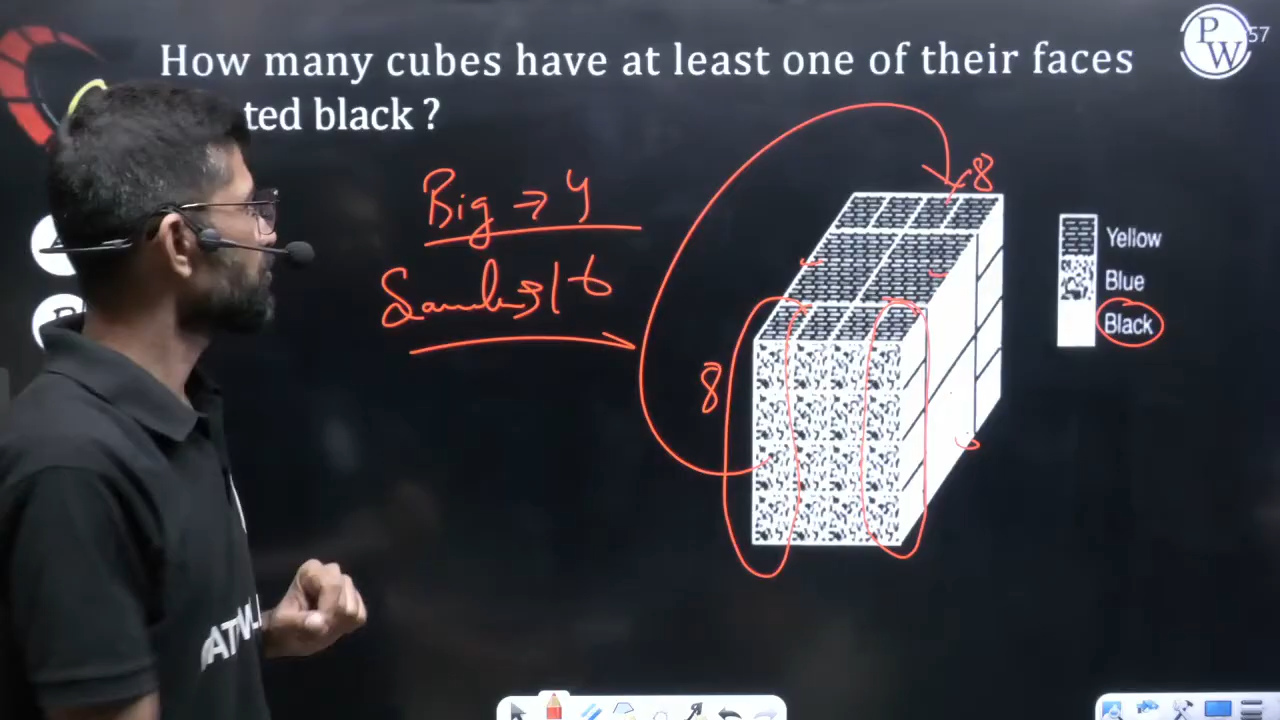 How many cubes have at least one of their faces
ted black ?
PW
57
Big → 4
→ 16
8
8
Yellow
Blue
Black